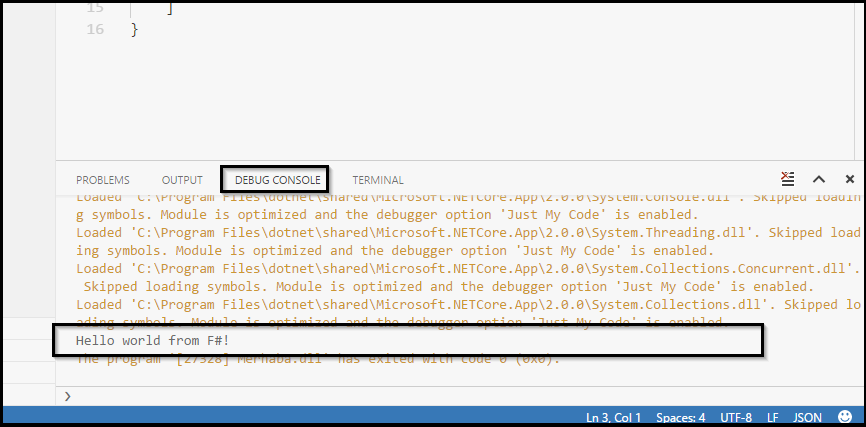 15 ]
16 }
PROBLEMS OUTPUT DEBUG CONSOLE TERMINAL
Loaded 'C:\Program Files\dotnet\shared\Microsoft.NETCore.App\2.0.0\System.Console.dll'. Skipped loadin
g symbols. Module is optimized and the debugger option 'Just My Code' is enabled.
Loaded 'C:\Program Files\dotnet\shared\Microsoft.NETCore.App\2.0.0\System.Threading.dll'. Skipped load
ing symbols. Module is optimized and the debugger option 'Just My Code' is enabled.
Loaded 'C:\Program Files\dotnet\shared\Microsoft.NETCore.App\2.0.0\System.Collections.Concurrent.dll'.
Skipped loading symbols. Module is optimized and the debugger option 'Just My Code' is enabled.
Loaded 'C:\Program Files\dotnet\shared\Microsoft.NETCore.App\2.0.0\System.Collections.dll'. Skipped lo
ading symbols. Module is optimized and the debugger option 'Just My Code' is enabled.
Hello world from F#!
The program '[27328] Merhaba.dll' has exited with code 0 (0x0).
>
Ln 3, Col 1 Spaces: 4 UTF-8 LF JSON